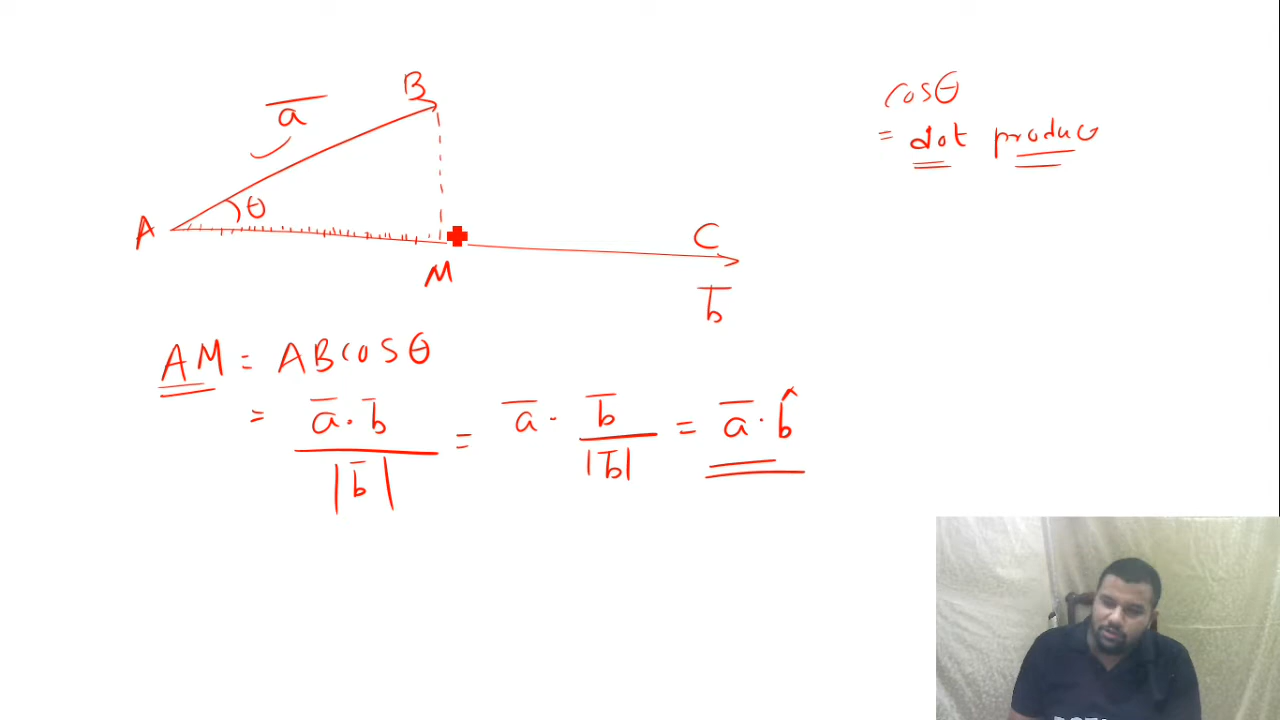 B
a̅
cosθ
= dot produc
A
θ
C
M
b̅
AM = ABcosθ
= a̅·b̅ / |b̅| = a̅· b̅ / |b̅| = a̅·b̂